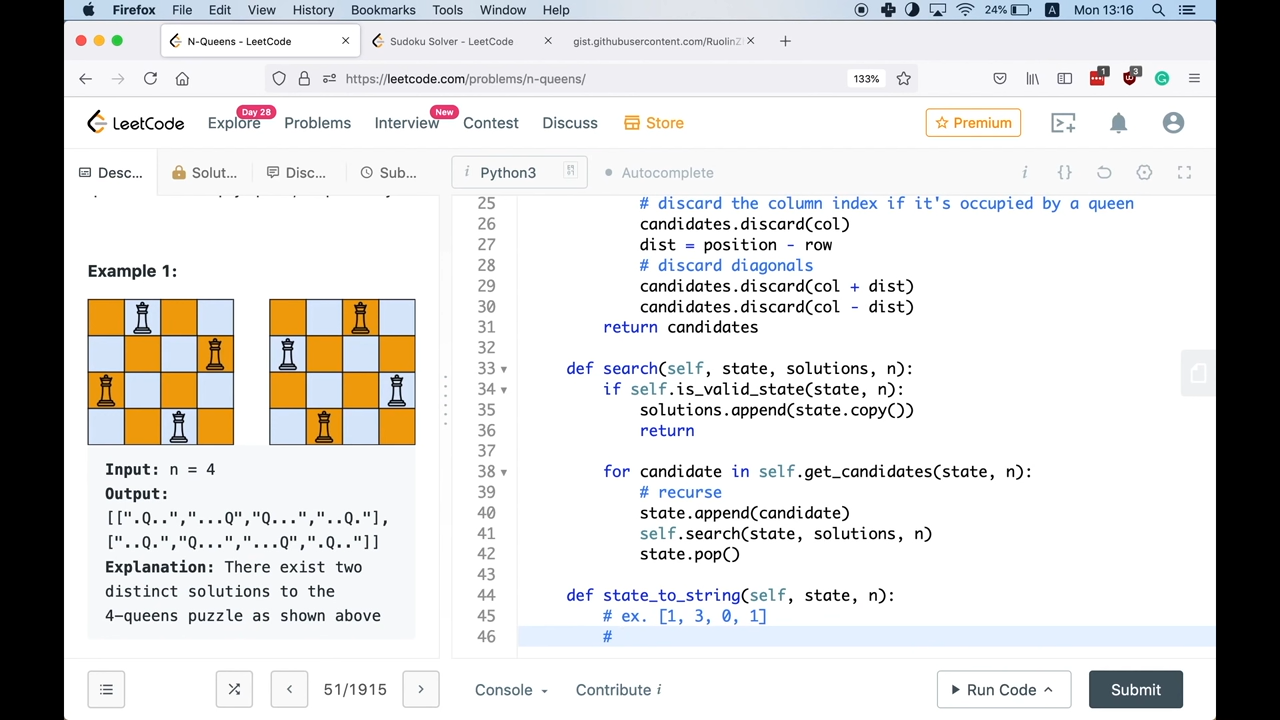 Firefox File Edit View History Bookmarks Tools Window Help 24% A Mon 13:16
N-Queens - LeetCode Sudoku Solver - LeetCode gist.githubusercontent.com/RuolinZ
https://leetcode.com/problems/n-queens/ 133% 1 3
LeetCode Explore Day 28 Problems Interview New Contest Discuss Store Premium
Desc... Solut... Disc... Sub... i Python3 Autocomplete i {}
Example 1:
Input: n = 4
Output:
[[".Q..","...Q","Q...","..Q."],
["..Q.","Q...","...Q",".Q.."]]
Explanation: There exist two
distinct solutions to the
4-queens puzzle as shown above
25 # discard the column index if it's occupied by a queen
26 candidates.discard(col)
27 dist = position - row
28 # discard diagonals
29 candidates.discard(col + dist)
30 candidates.discard(col - dist)
31 return candidates
32
33 def search(self, state, solutions, n):
34 if self.is_valid_state(state, n):
35 solutions.append(state.copy())
36 return
37
38 for candidate in self.get_candidates(state, n):
39 # recurse
40 state.append(candidate)
41 self.search(state, solutions, n)
42 state.pop()
43
44 def state_to_string(self, state, n):
45 # ex. [1, 3, 0, 1]
46 #
51/1915 Console Contribute i Run Code Submit